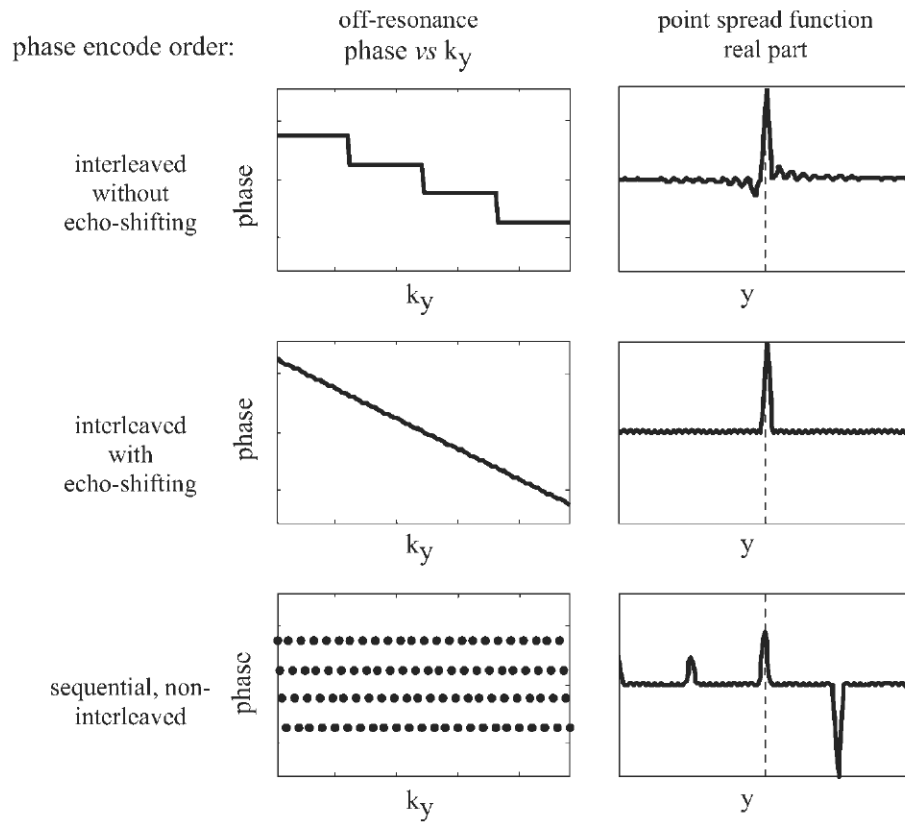 phase encode order:
off-resonance
phase vs ky
point spread function
real part
interleaved
without
echo-shifting
phase
ky
y
interleaved
with
echo-shifting
phase
ky
y
sequential, non-
interleaved
phase
ky
y